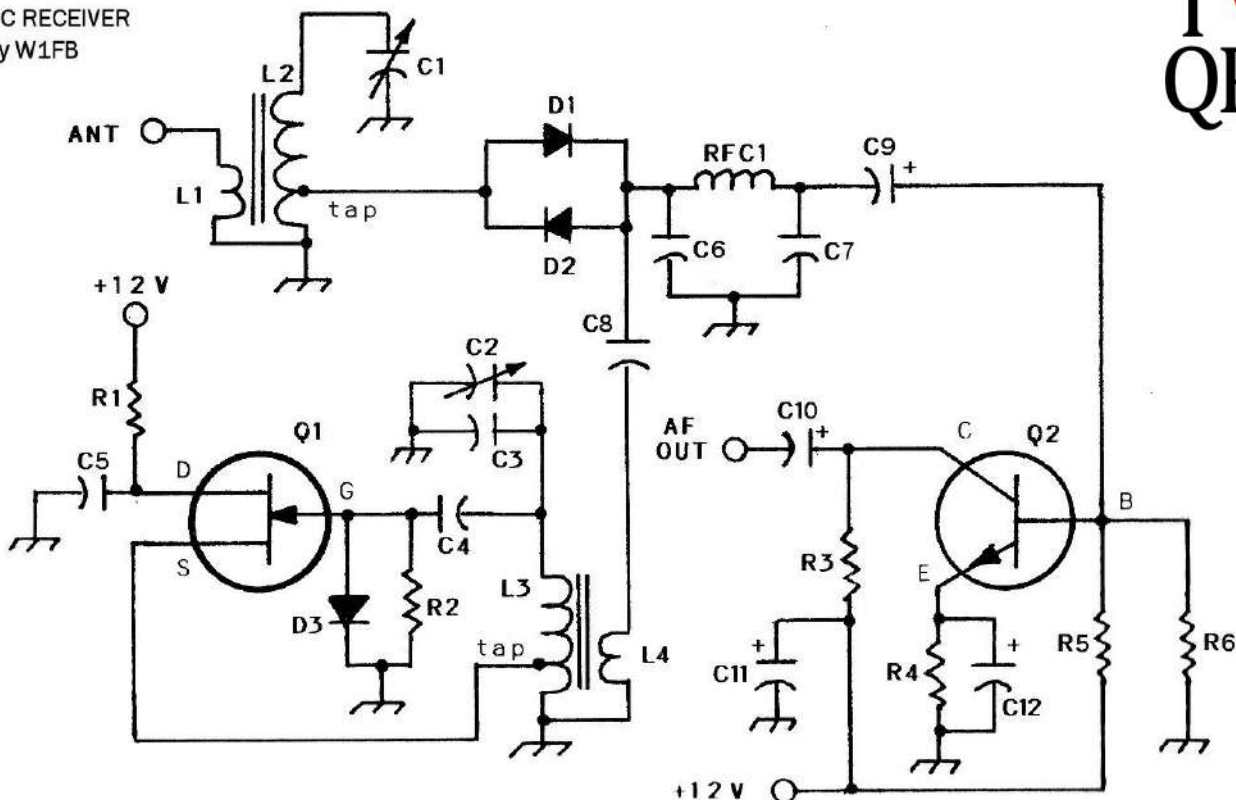 C RECEIVER
y W1FB
QR
L2
C1
ANT
L1
tap
D1
D2
RFC1
C9
+
C6
C7
+12 V
R1
C8
C2
C3
Q1
C5
D
G
S
C4
D3
R2
L3
tap
L4
AF
OUT
C10
+
C
Q2
B
E
R3
R4
R5
R6
C11
+
C12
+
+12 V